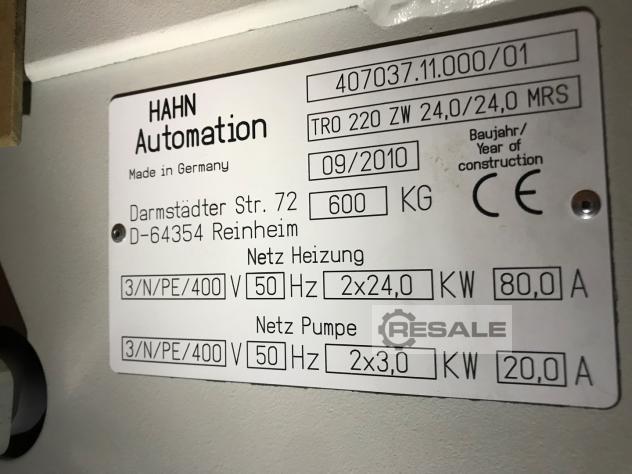 HAHN
Automation
Made in Germany
407037.11.000/01
TRO 220 ZW 24,0/24,0 MRS
09/2010
Baujahr/
Year of
construction
CE
Darmstädter Str. 72
D-64354 Reinheim
600 KG
Netz Heizung
3/N/PE/400 V 50 Hz 2x24,0 KW 80,0 A
Netz Pumpe
RESALE
3/N/PE/400 V 50 Hz 2x3,0 KW 20,0 A